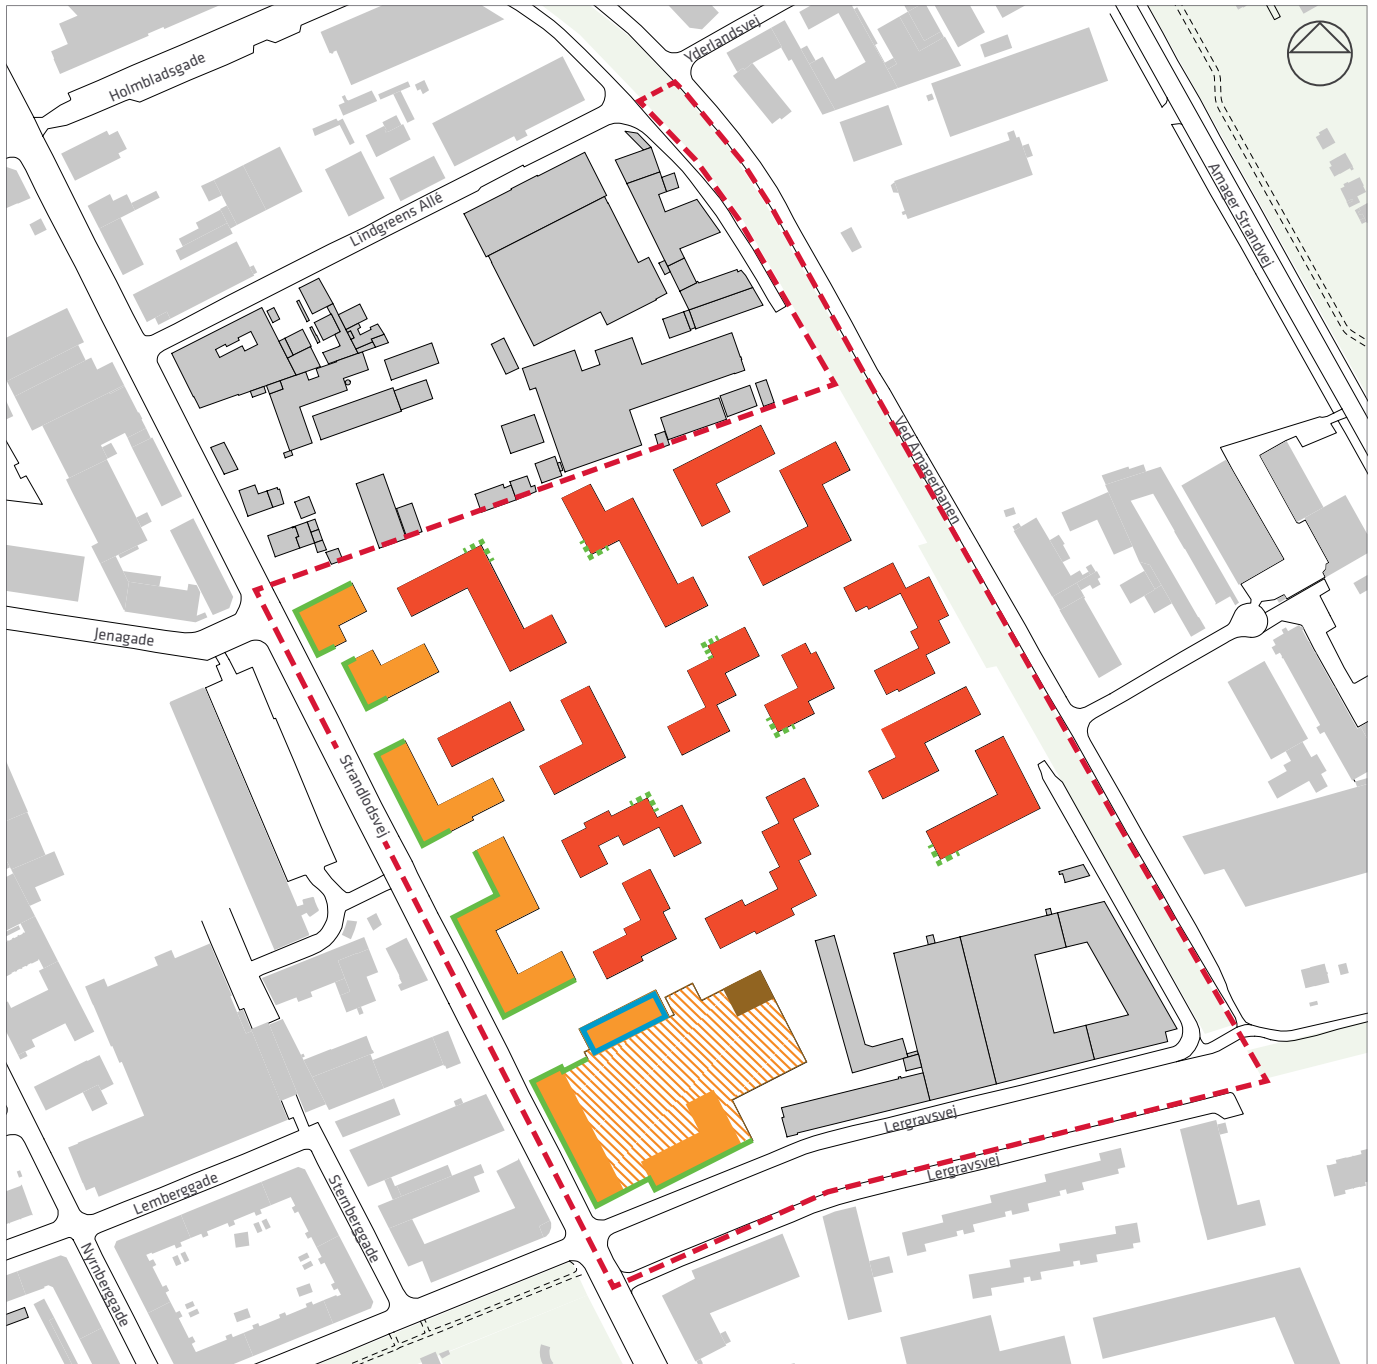 Yderlandsvej
Holmbladsgade
Amager Strandvej
Lindgreens Allé
Ved Amagerbanen
Jenagade
Strandlodsvej
Lergravsvej
Lergravsvej
Lemberggade
Sternberggade
Nyrnberggade